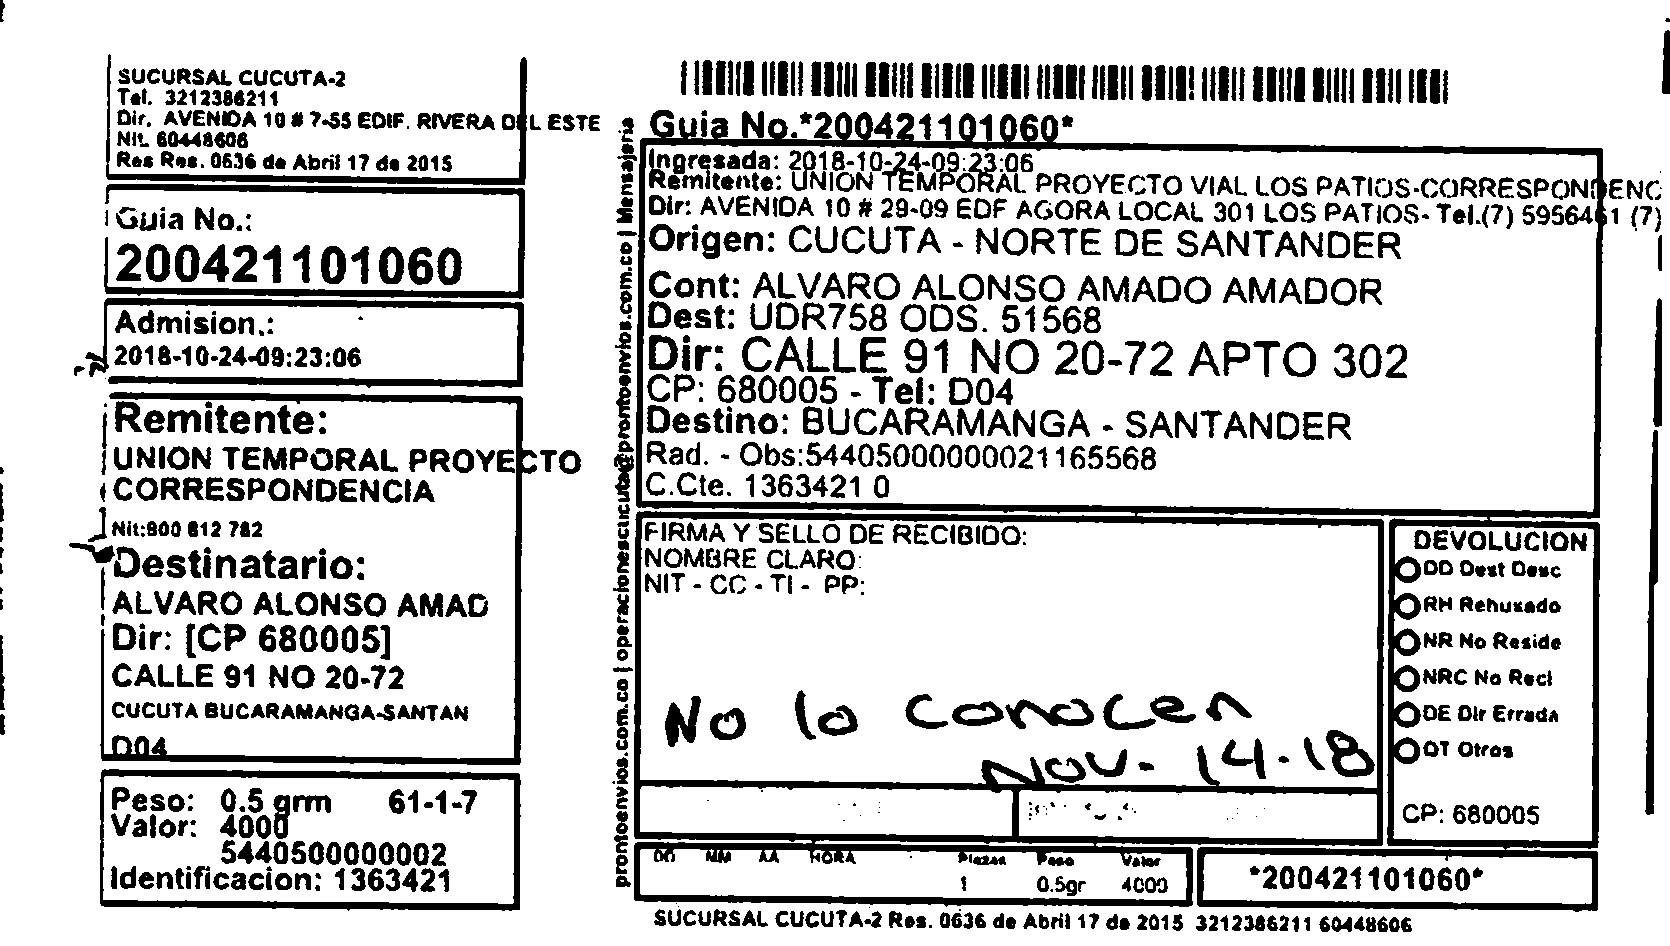 SUCURSAL CUCUTA-2
Tel. 3212386211
Dir. AVENIDA 10 # 7-55 EDIF. RIVERA DEL ESTE
Nit. 60448606
Res Res. 0636 de Abril 17 de 2015
Guia No.:
200421101060
Admision.:
2018-10-24-09:23:06
Remitente:
UNION TEMPORAL PROYECTO
CORRESPONDENCIA
Nit:900 812 782
Destinatario:
ALVARO ALONSO AMAD
Dir: [CP 680005]
CALLE 91 NO 20-72
CUCUTA BUCARAMANGA-SANTAN
D04
Peso: 0.5 grm 61-1-7
Valor: 4000
5440500000002
Identificacion: 1363421
prontoenvios.com.co | operacionescucuta@prontoenvios.com.co | Mensajeria
Guia No.*200421101060*
Ingresada: 2018-10-24-09:23:06
Remitente: UNION TEMPORAL PROYECTO VIAL LOS PATIOS-CORRESPONDENC
Dir: AVENIDA 10 # 29-09 EDF AGORA LOCAL 301 LOS PATIOS- Tel.(7) 5956461 (7)
Origen: CUCUTA - NORTE DE SANTANDER
Cont: ALVARO ALONSO AMADO AMADOR
Dest: UDR758 ODS. 51568
Dir: CALLE 91 NO 20-72 APTO 302
CP: 680005 - Tel: D04
Destino: BUCARAMANGA - SANTANDER
Rad. - Obs:54405000000021165568
C.Cte. 1363421 0
FIRMA Y SELLO DE RECIBIDO:
NOMBRE CLARO:
NIT - CC - TI - PP:
No lo conocen
Nov- 14-18
DEVOLUCION
DD Dest Desc
RH Rehusado
NR No Reside
NRC No Recl
DE Dir Errada
OT Otros
CP: 680005
DD MM AA HORA Piezas Peso Valor
1 0.5gr 4000
*200421101060*
SUCURSAL CUCUTA-2 Res. 0636 de Abril 17 de 2015 3212386211 60448606